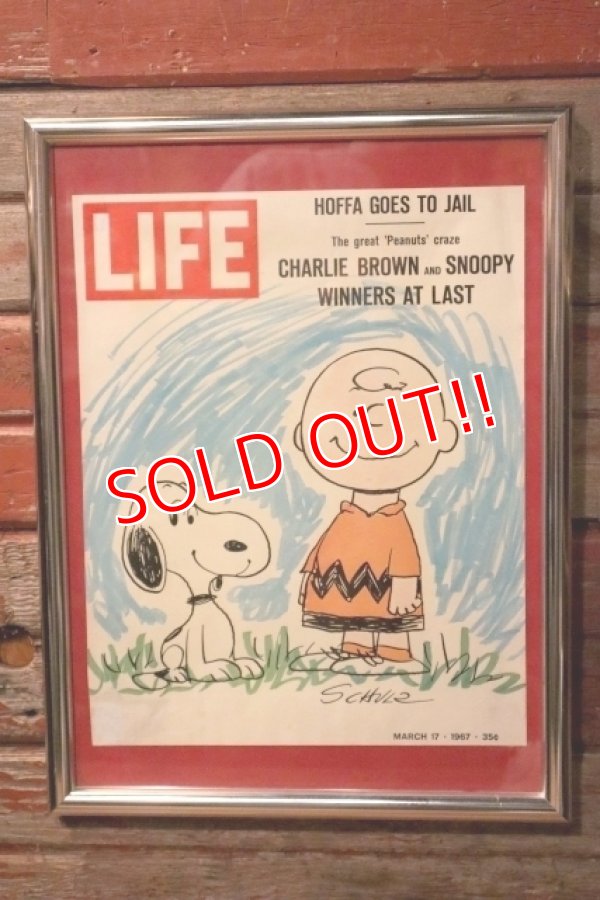 LIFE
HOFFA GOES TO JAIL
The great 'Peanuts' craze
CHARLIE BROWN AND SNOOPY
WINNERS AT LAST
SOLD OUT!!
SCHULZ
MARCH 17 · 1967 · 35¢